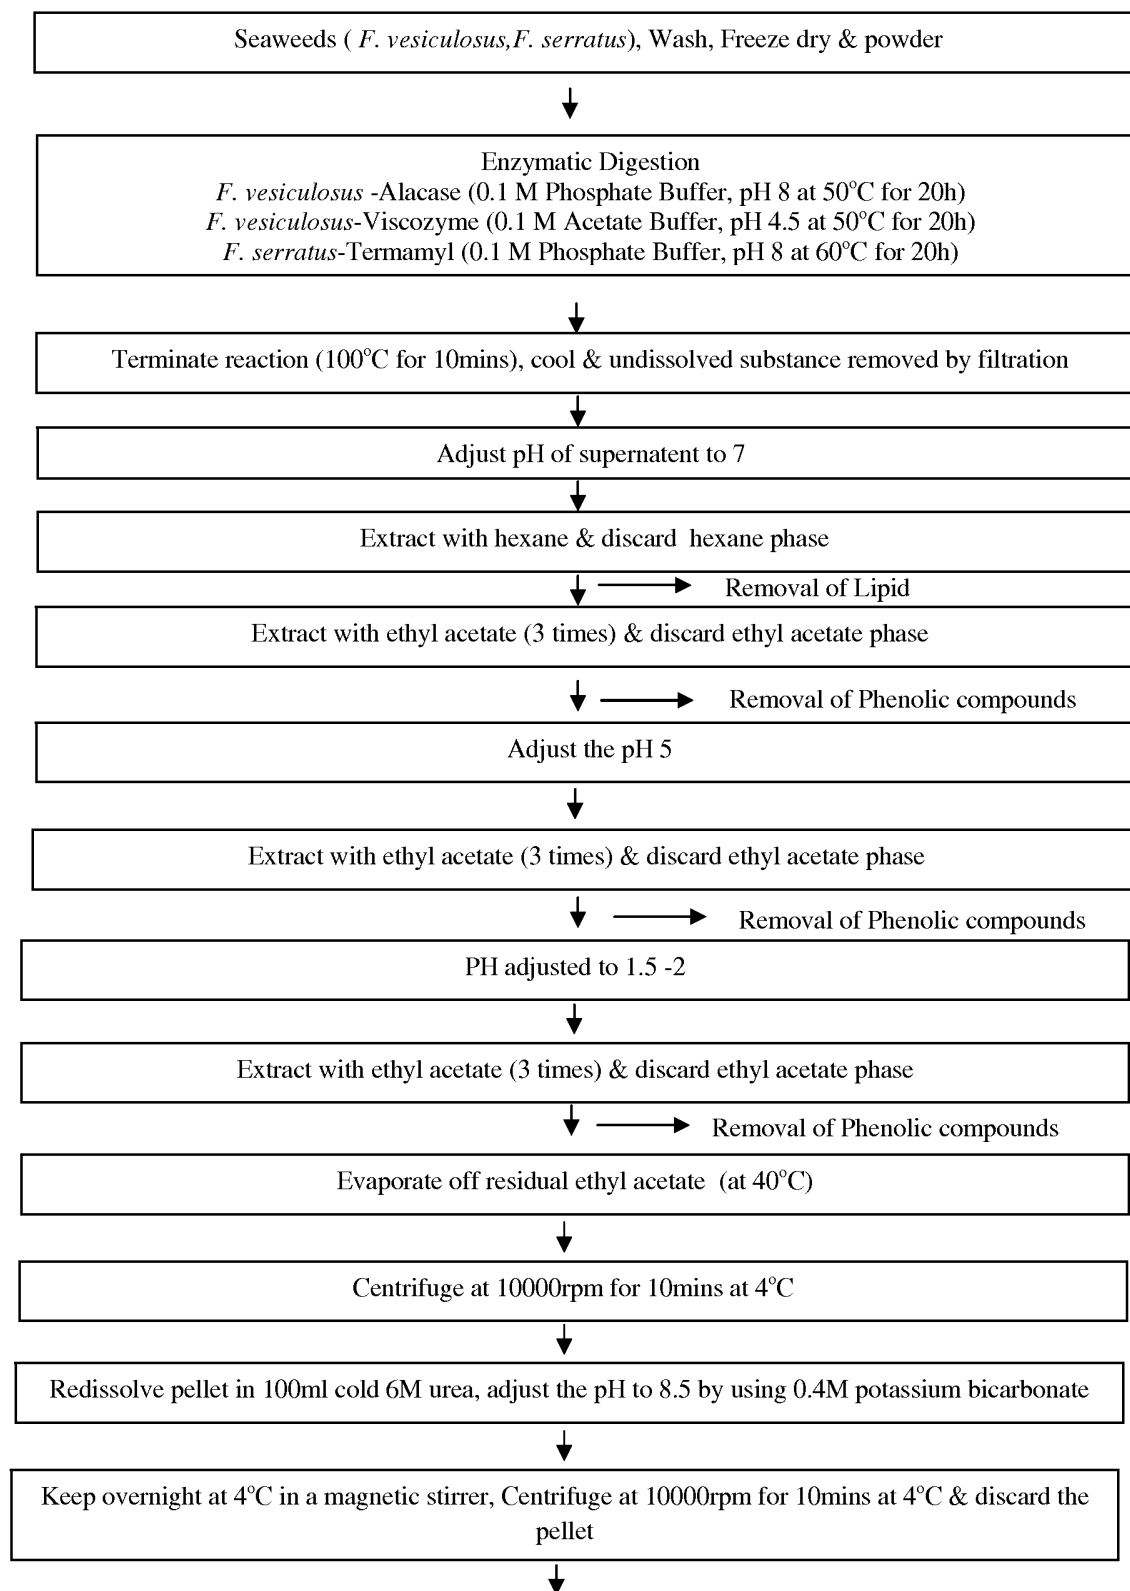 Seaweeds ( F. vesiculosus,F. serratus), Wash, Freeze dry & powder
Enzymatic Digestion
F. vesiculosus -Alacase (0.1 M Phosphate Buffer, pH 8 at 50°C for 20h)
F. vesiculosus-Viscozyme (0.1 M Acetate Buffer, pH 4.5 at 50°C for 20h)
F. serratus-Termamyl (0.1 M Phosphate Buffer, pH 8 at 60°C for 20h)
Terminate reaction (100°C for 10mins), cool & undissolved substance removed by filtration
Adjust pH of supernatent to 7
Extract with hexane & discard hexane phase
Removal of Lipid
Extract with ethyl acetate (3 times) & discard ethyl acetate phase
Removal of Phenolic compounds
Adjust the pH 5
Extract with ethyl acetate (3 times) & discard ethyl acetate phase
Removal of Phenolic compounds
PH adjusted to 1.5 -2
Extract with ethyl acetate (3 times) & discard ethyl acetate phase
Removal of Phenolic compounds
Evaporate off residual ethyl acetate (at 40°C)
Centrifuge at 10000rpm for 10mins at 4°C
Redissolve pellet in 100ml cold 6M urea, adjust the pH to 8.5 by using 0.4M potassium bicarbonate
Keep overnight at 4°C in a magnetic stirrer, Centrifuge at 10000rpm for 10mins at 4°C & discard the
pellet